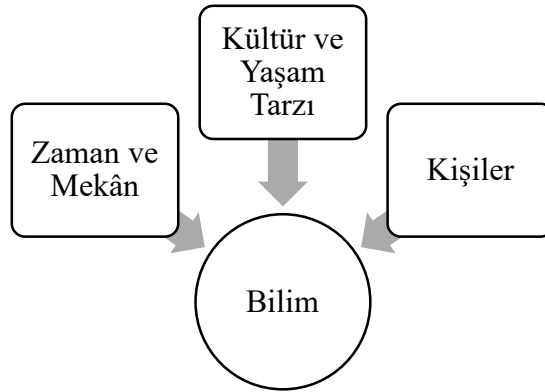 Kültür ve
Yaşam
Tarzı
Zaman ve
Mekân
Kişiler
Bilim